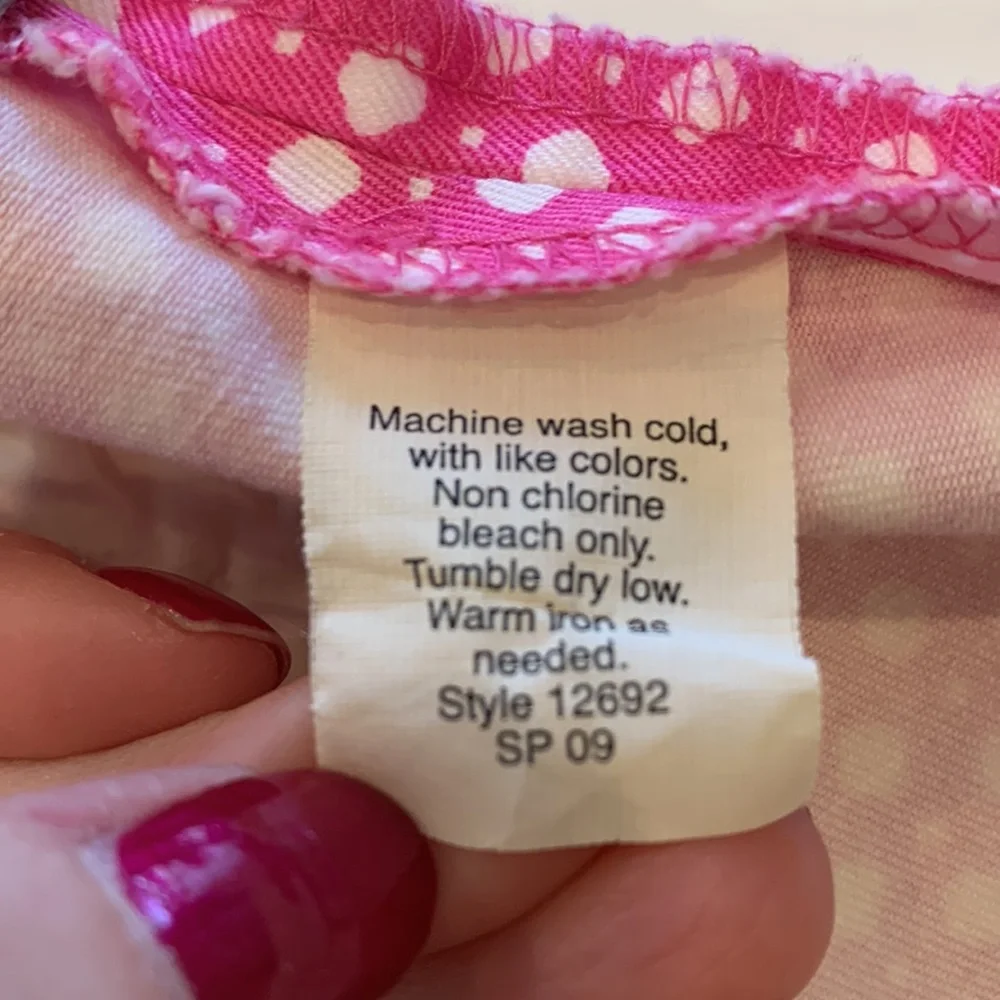 Machine wash cold,
with like colors.
Non chlorine
bleach only.
Tumble dry low.
Warm iron as
needed.
Style 12692
SP 09